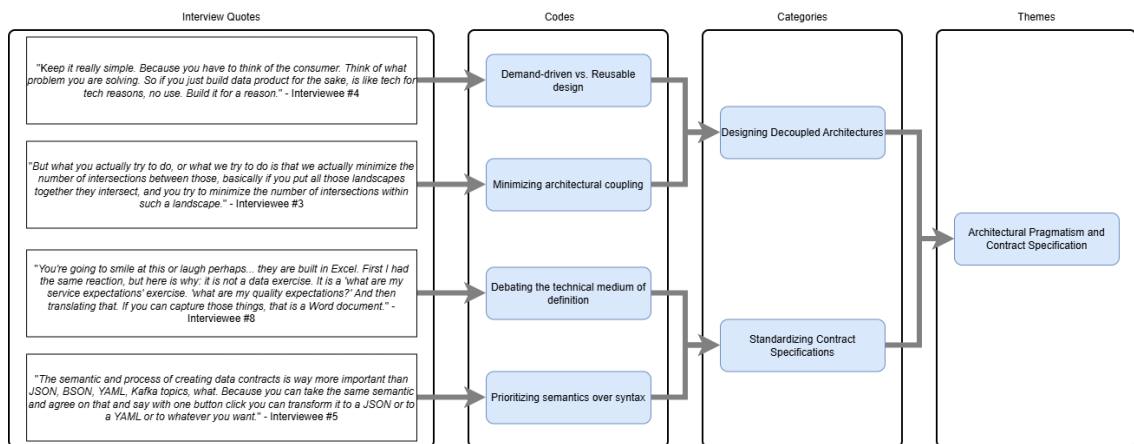 Interview Quotes
Codes
Categories
Themes
"Keep it really simple. Because you have to think of the consumer. Think of what
problem you are solving. So if you just build data product for the sake, is like tech for
tech reasons, no use. Build it for a reason." - Interviewee #4
"But what you actually try to do, or what we try to do is that we actually minimize the
number of intersections between those, basically if you put all those landscapes
together they intersect, and you try to minimize the number of intersections within
such a landscape." - Interviewee #3
"You're going to smile at this or laugh perhaps... they are built in Excel. First I had
the same reaction, but here is why: it is not a data exercise. It is a 'what are my
service expectations' exercise. 'what are my quality expectations?' And then
translating that. If you can capture those things, that is a Word document." -
Interviewee #8
"The semantic and process of creating data contracts is way more important than
JSON, BSON, YAML, Kafka topics, what. Because you can take the same semantic
and agree on that and say with one button click you can transform it to a JSON or to
a YAML or to whatever you want." - Interviewee #5
Demand-driven vs. Reusable
design
Minimizing architectural coupling
Debating the technical medium of
definition
Prioritizing semantics over syntax
Designing Decoupled Architectures
Standardizing Contract
Specifications
Architectural Pragmatism and
Contract Specification